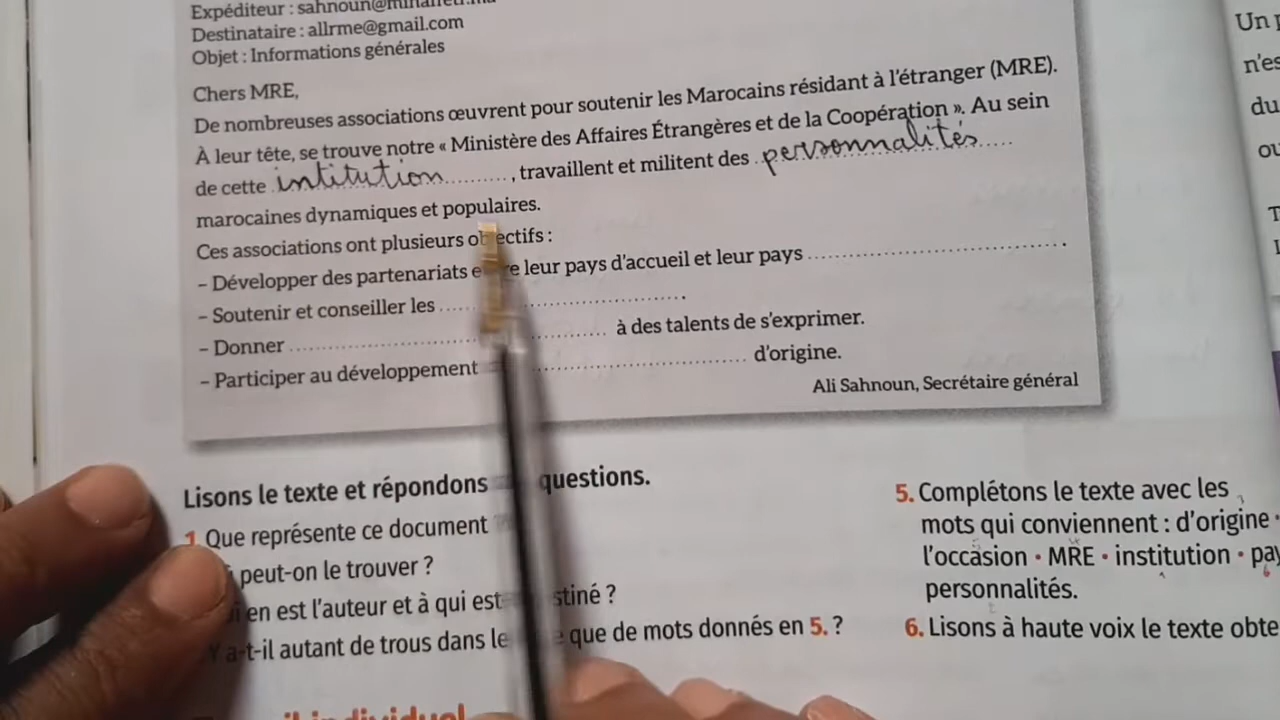 Expéditeur : sahnoun@
Destinataire : allrme@gmail.com
Objet : Informations générales
Chers MRE,
De nombreuses associations œuvrent pour soutenir les Marocains résidant à l'étranger (MRE).
À leur tête, se trouve notre « Ministère des Affaires Étrangères et de la Coopération ». Au sein
de cette intitution.........., travaillent et militent des personnalités.....
marocaines dynamiques et populaires.
Ces associations ont plusieurs objectifs :
– Développer des partenariats entre leur pays d'accueil et leur pays ........................................ .
– Soutenir et conseiller les ........................................ .
– Donner ........................................ à des talents de s'exprimer.
– Participer au développement ........................................ d'origine.
Ali Sahnoun, Secrétaire général
Lisons le texte et répondons questions.
1. Que représente ce document
peut-on le trouver ?
en est l'auteur et à qui est stiné ?
Y a-t-il autant de trous dans le que de mots donnés en 5. ?
5. Complétons le texte avec les
mots qui conviennent : d'origine •
l'occasion • MRE • institution • pay
personnalités.
6. Lisons à haute voix le texte obte
Un p
n'es
du
ou